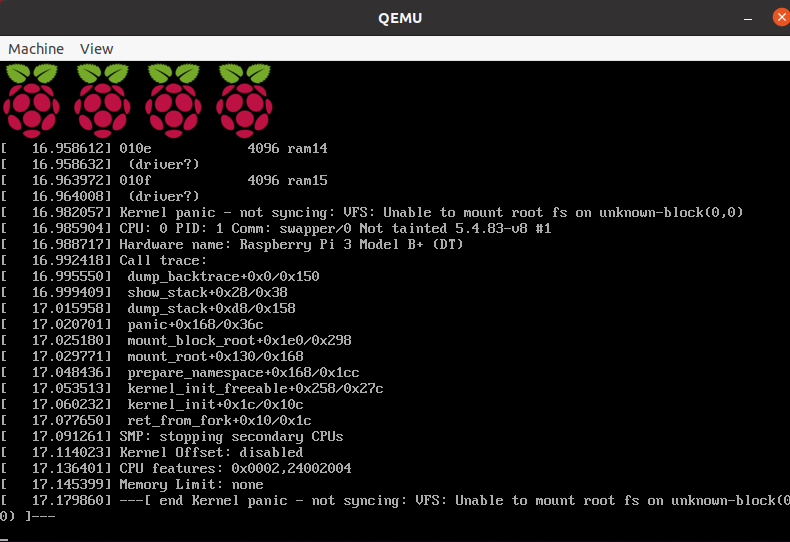 QEMU
Machine View
[   16.958612] 010e            4096 ram14
[   16.958632]  (driver?)
[   16.963972] 010f            4096 ram15
[   16.964008]  (driver?)
[   16.982057] Kernel panic - not syncing: VFS: Unable to mount root fs on unknown-block(0,0)
[   16.985904] CPU: 0 PID: 1 Comm: swapper/0 Not tainted 5.4.83-v8 #1
[   16.988717] Hardware name: Raspberry Pi 3 Model B+ (DT)
[   16.992418] Call trace:
[   16.995550]  dump_backtrace+0x0/0x150
[   16.999409]  show_stack+0x28/0x38
[   17.015958]  dump_stack+0xd8/0x158
[   17.020701]  panic+0x168/0x36c
[   17.025180]  mount_block_root+0x1e0/0x298
[   17.029771]  mount_root+0x130/0x168
[   17.048436]  prepare_namespace+0x168/0x1cc
[   17.053513]  kernel_init_freeable+0x258/0x27c
[   17.060232]  kernel_init+0x1c/0x10c
[   17.077650]  ret_from_fork+0x10/0x1c
[   17.091261] SMP: stopping secondary CPUs
[   17.114023] Kernel Offset: disabled
[   17.136401] CPU features: 0x0002,24002004
[   17.145399] Memory Limit: none
[   17.179860] ---[ end Kernel panic - not syncing: VFS: Unable to mount root fs on unknown-block(0
0) ]---